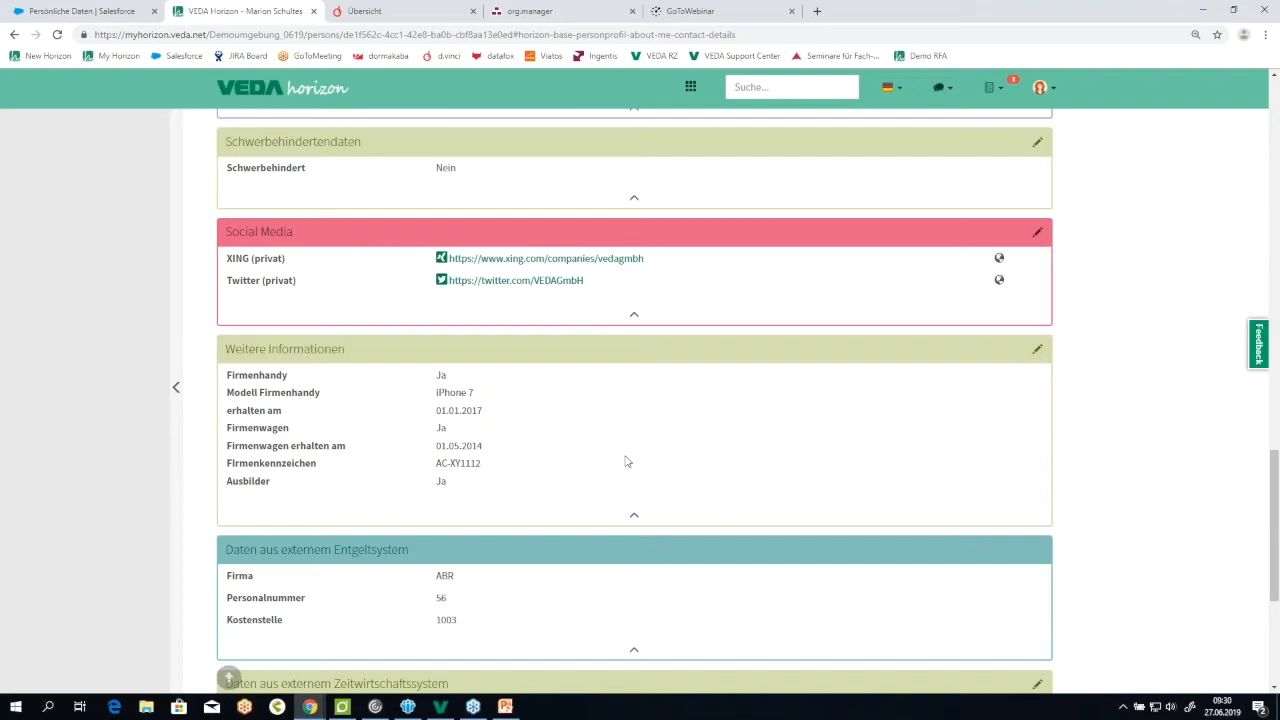 Persönliche Daten | Salesforce
VEDA Horizon - Marion Schultes
Übersicht
org.manager
GoToWebinar
https://myhorizon.veda.net/Demoumgebung_0619/persons/de1f562c-4cc1-42e8-ba0b-cbf8aa13e0ed#horizon-base-personprofil-me-contact-details
New Horizon
My Horizon
Salesforce
JIRA Board
GoToMeeting
dormakaba
d.vinci
datafox
Viatos
Ingentis
VEDA RZ
VEDA Support Center
Seminare für Fach-...
Demo RFA
VEDA horizon
Suche...
Schwerbehindertendaten
Schwerbehindert Nein
Social Media
XING (privat) https://www.xing.com/companies/vedagmbh
Twitter (privat) https://twitter.com/VEDAGmbH
Weitere Informationen
Feedback
Firmenhandy Ja
Modell Firmenhandy iPhone 7
erhalten am 01.01.2017
Firmenwagen Ja
Firmenwagen erhalten am 01.05.2014
FIrmenkennzeichen AC-XY1112
Ausbilder Ja
Daten aus externem Entgeltsystem
Firma ABR
Personalnummer 56
Kostenstelle 1003
Daten aus externem Zeitwirtschaftssystem
09:30
27.06.2019